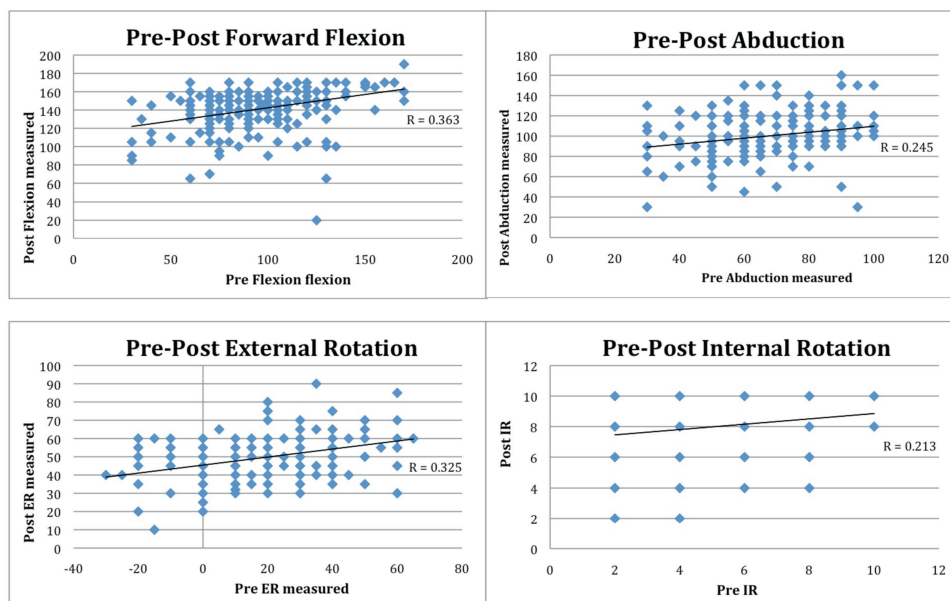 Pre-Post Forward Flexion
Post Flexion measured
200
180
160
140
120
100
80
60
40
20
0
R = 0.363
0 50 100 150 200
Pre Flexion flexion
Pre-Post Abduction
Post Abduction measured
180
160
140
120
100
80
60
40
20
0
R = 0.245
0 20 40 60 80 100 120
Pre Abduction measured
Pre-Post External Rotation
Post ER measured
100
90
80
70
60
50
40
30
20
10
0
R = 0.325
-40 -20 0 20 40 60 80
Pre ER measured
Pre-Post Internal Rotation
Post IR
12
10
8
6
4
2
0
R = 0.213
0 2 4 6 8 10 12
Pre IR